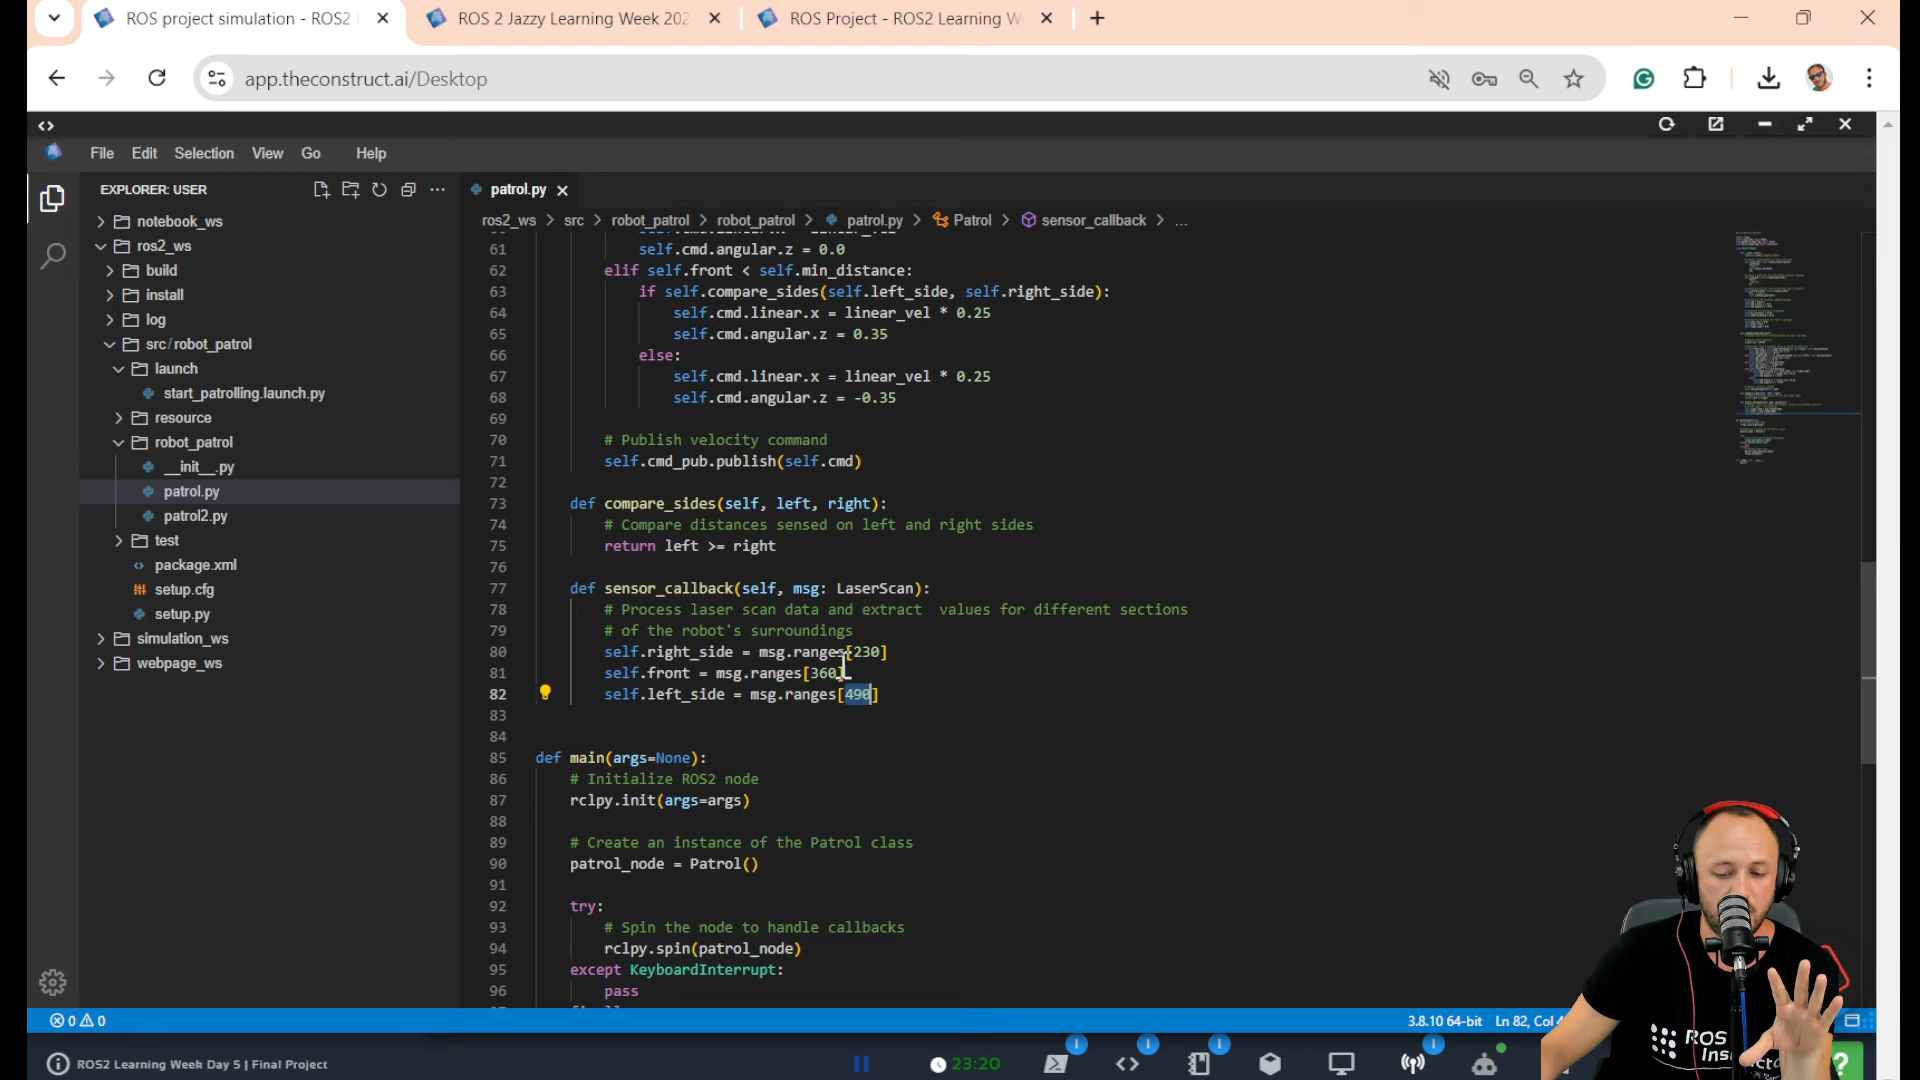 ROS project simulation - ROS2
ROS 2 Jazzy Learning Week 202
ROS Project - ROS2 Learning W
app.theconstruct.ai/Desktop
File Edit Selection View Go Help
EXPLORER: USER
notebook_ws
ros2_ws
build
install
log
src/robot_patrol
launch
start_patrolling.launch.py
resource
robot_patrol
__init__.py
patrol.py
patrol2.py
test
package.xml
setup.cfg
setup.py
simulation_ws
webpage_ws
patrol.py
ros2_ws > src > robot_patrol > robot_patrol > patrol.py > Patrol > sensor_callback > ...
61 self.cmd.angular.z = 0.0
62 elif self.front < self.min_distance:
63 if self.compare_sides(self.left_side, self.right_side):
64 self.cmd.linear.x = linear_vel * 0.25
65 self.cmd.angular.z = 0.35
66 else:
67 self.cmd.linear.x = linear_vel * 0.25
68 self.cmd.angular.z = -0.35
69
70 # Publish velocity command
71 self.cmd_pub.publish(self.cmd)
72
73 def compare_sides(self, left, right):
74 # Compare distances sensed on left and right sides
75 return left >= right
76
77 def sensor_callback(self, msg: LaserScan):
78 # Process laser scan data and extract  values for different sections
79 # of the robot's surroundings
80 self.right_side = msg.ranges[230]
81 self.front = msg.ranges[360]
82 self.left_side = msg.ranges[490]
83
84
85 def main(args=None):
86 # Initialize ROS2 node
87 rclpy.init(args=args)
88
89 # Create an instance of the Patrol class
90 patrol_node = Patrol()
91
92 try:
93 # Spin the node to handle callbacks
94 rclpy.spin(patrol_node)
95 except KeyboardInterrupt:
96 pass
0 0
3.8.10 64-bit Ln 82, Col
ROS2 Learning Week Day 5 | Final Project
23:20
1
1
1
1
ROS
?